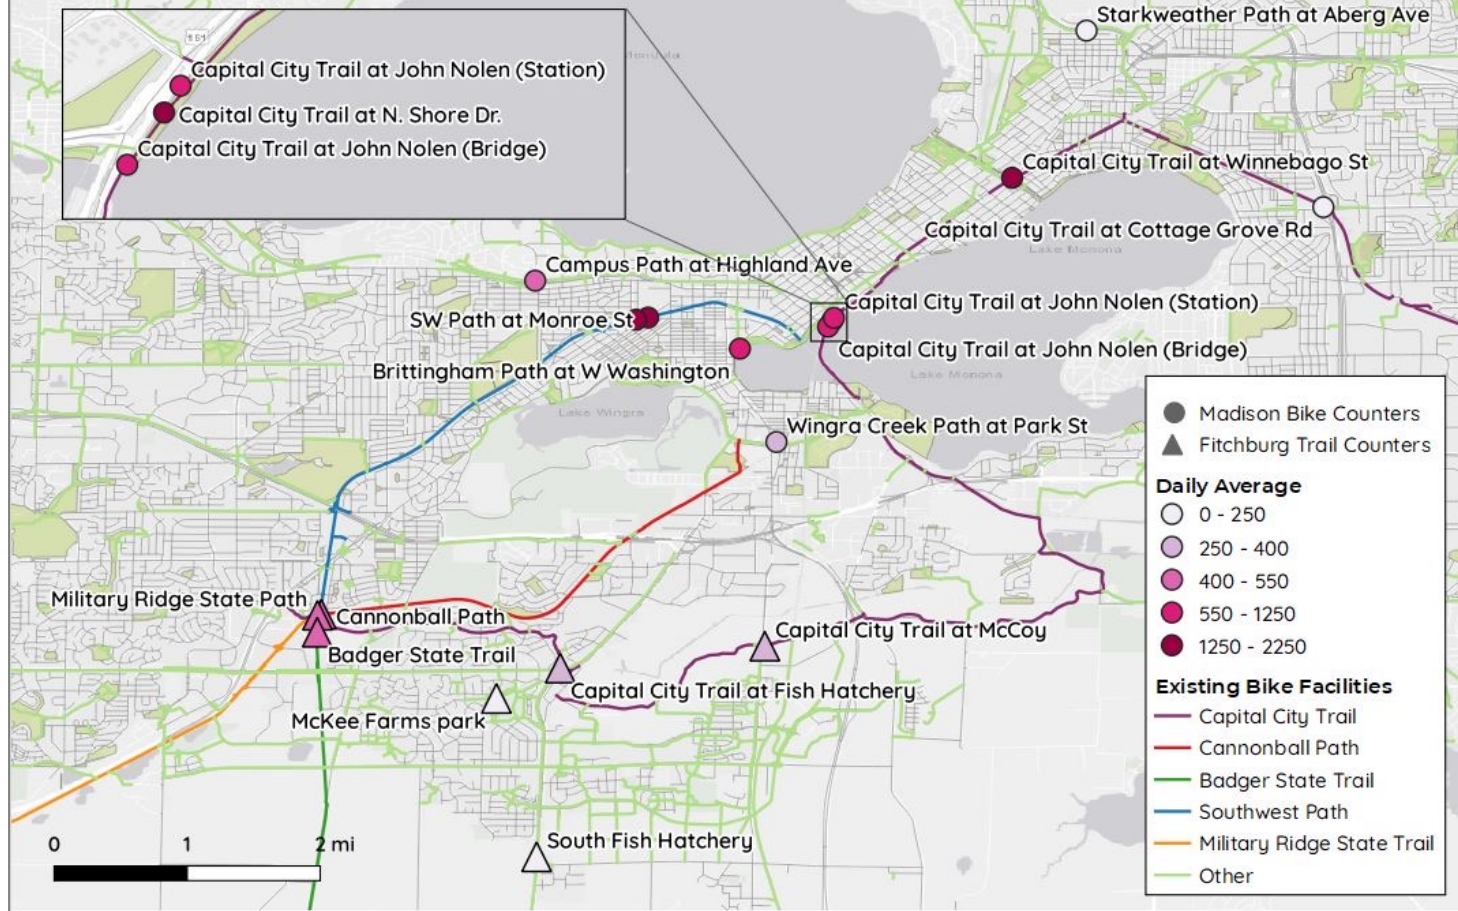 Starkweather Path at Aberg Ave
Capital City Trail at John Nolen (Station)
Capital City Trail at N. Shore Dr.
Capital City Trail at John Nolen (Bridge)
Capital City Trail at Winnebago St
Capital City Trail at Cottage Grove Rd
Lake Monona
Campus Path at Highland Ave
Capital City Trail at John Nolen (Station)
SW Path at Monroe St
Capital City Trail at John Nolen (Bridge)
Brittingham Path at W Washington
Lake Monona
Lake Wingra
Wingra Creek Path at Park St
Madison Bike Counters
Fitchburg Trail Counters
Daily Average
0 - 250
250 - 400
400 - 550
550 - 1250
1250 - 2250
Existing Bike Facilities
Capital City Trail
Cannonball Path
Badger State Trail
Southwest Path
Military Ridge State Trail
Other
Military Ridge State Path
Cannonball Path
Badger State Trail
Capital City Trail at McCoy
Capital City Trail at Fish Hatchery
McKee Farms park
South Fish Hatchery
0 1 2 mi